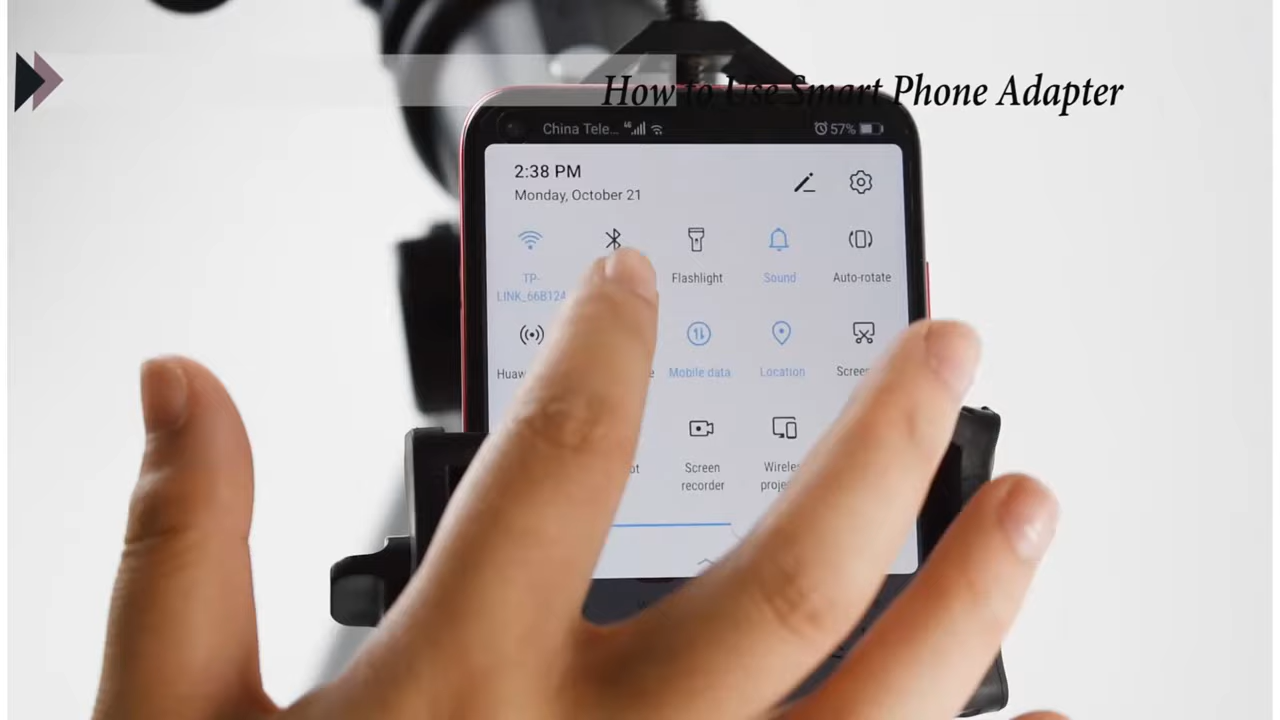 How to Use Smart Phone Adapter
China Tele... 4G 57%
2:38 PM
Monday, October 21
Flashlight
Sound
Auto-rotate
TP-
LINK_66B124
Mobile data
Location
Screen
recorder